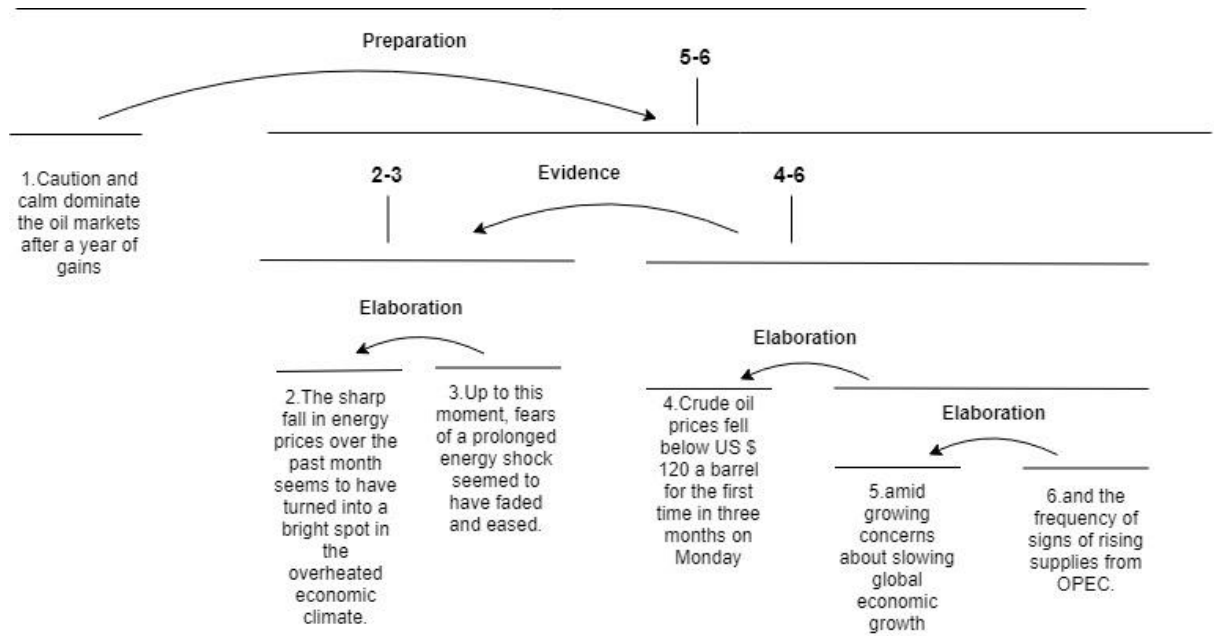 Preparation
5-6
1.Caution and
calm dominate
the oil markets
after a year of
gains
2-3
Evidence
4-6
Elaboration
2.The sharp
fall in energy
prices over the
past month
seems to have
turned into a
bright spot in
the
overheated
economic
climate.
3.Up to this
moment, fears
of a prolonged
energy shock
seemed to
have faded
and eased.
Elaboration
4.Crude oil
prices fell
below US $
120 a barrel
for the first
time in three
months on
Monday
Elaboration
5.amid
growing
concerns
about slowing
global
economic
growth
6.and the
frequency of
signs of rising
supplies from
OPEC.